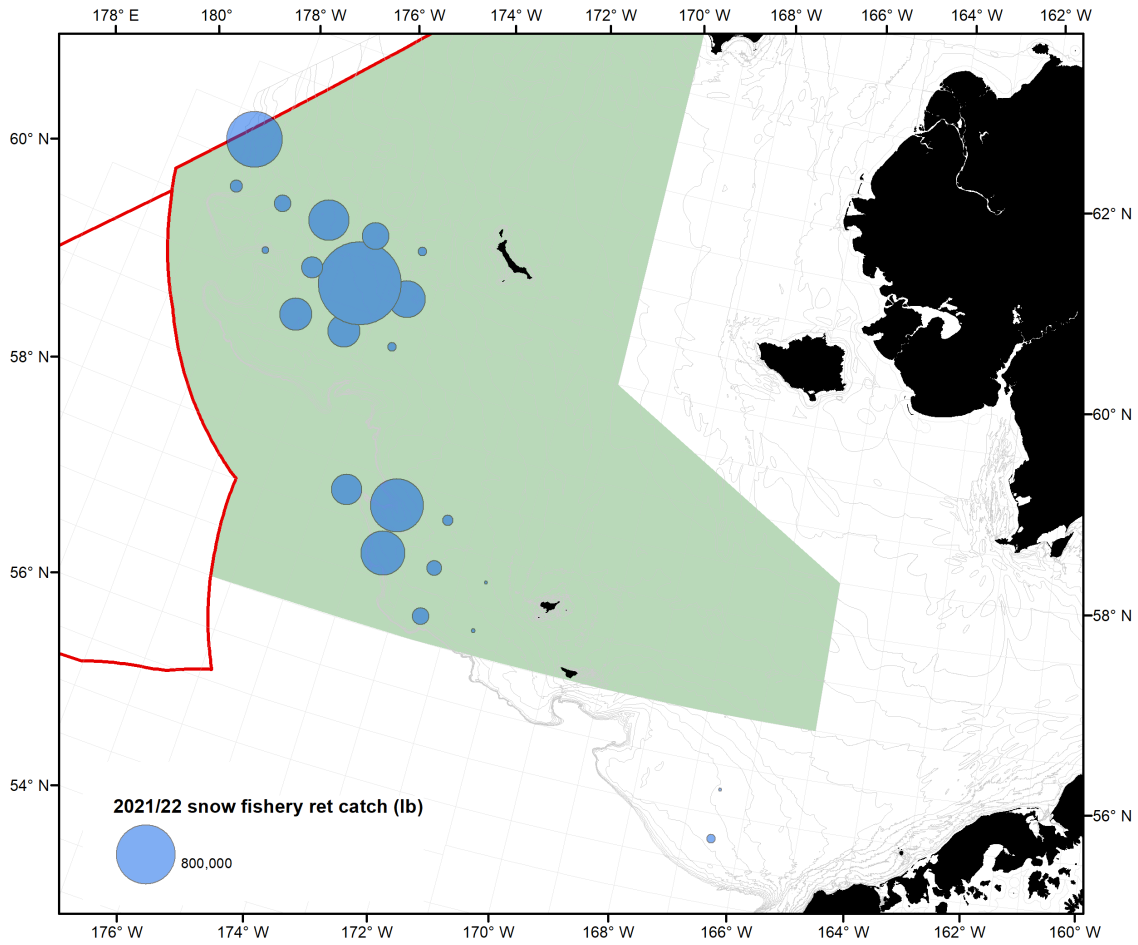 178° E 180° 178° W 176° W 174° W 172° W 170° W 168° W 166° W 164° W 162° W
60° N
62° N
58° N
60° N
56° N
58° N
54° N
56° N
2021/22 snow fishery ret catch (lb)
800,000
176° W 174° W 172° W 170° W 168° W 166° W 164° W 162° W 160° W